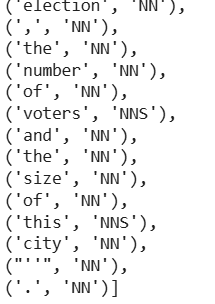 ('election', 'NN'),
(',', 'NN'),
('the', 'NN'),
('number', 'NN'),
('of', 'NN'),
('voters', 'NNS'),
('and', 'NN'),
('the', 'NN'),
('size', 'NN'),
('of', 'NN'),
('this', 'NNS'),
('city', 'NN'),
("''", 'NN'),
('.', 'NN')]